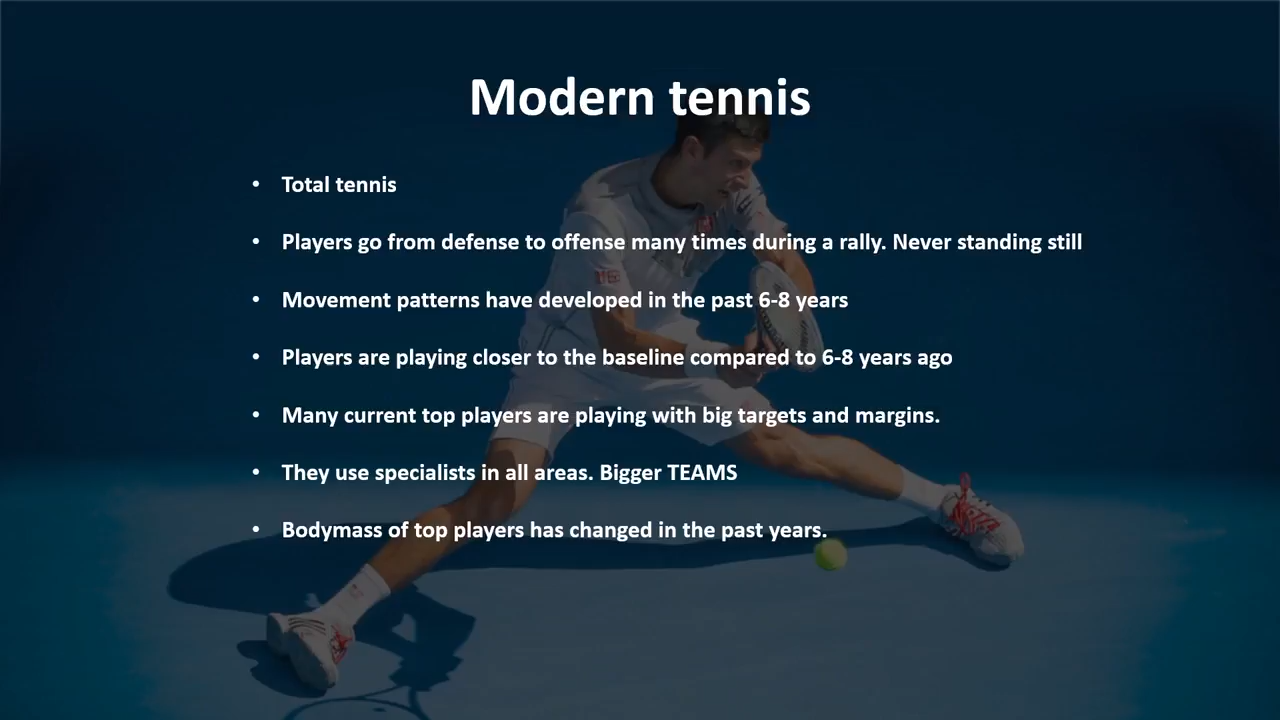 Modern tennis
• Total tennis
• Players go from defense to offense many times during a rally. Never standing still
• Movement patterns have developed in the past 6-8 years
• Players are playing closer to the baseline compared to 6-8 years ago
• Many current top players are playing with big targets and margins.
• They use specialists in all areas. Bigger TEAMS
• Bodymass of top players has changed in the past years.